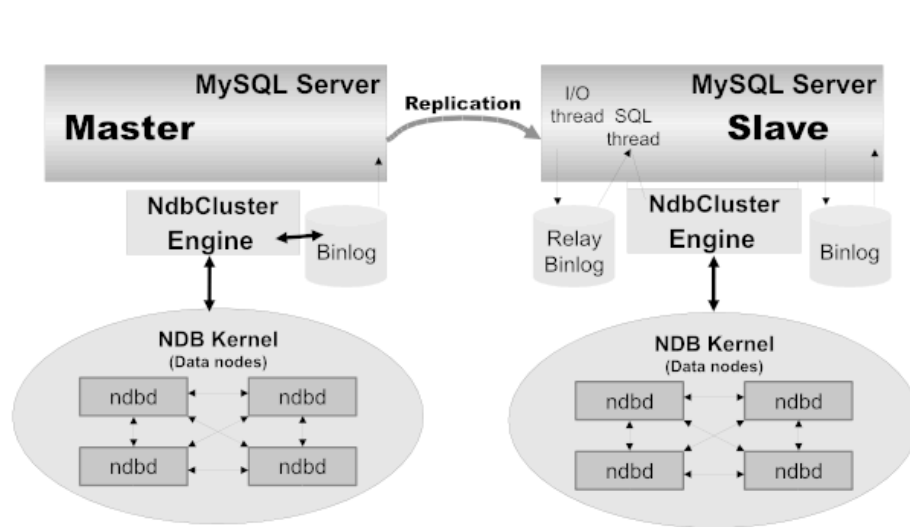 MySQL Server
Master
Replication
MySQL Server
I/O
thread
SQL
thread
Slave
NdbCluster
Engine
Binlog
Relay
Binlog
NdbCluster
Engine
Binlog
NDB Kernel
(Data nodes)
ndbd
ndbd
ndbd
ndbd
NDB Kernel
(Data nodes)
ndbd
ndbd
ndbd
ndbd